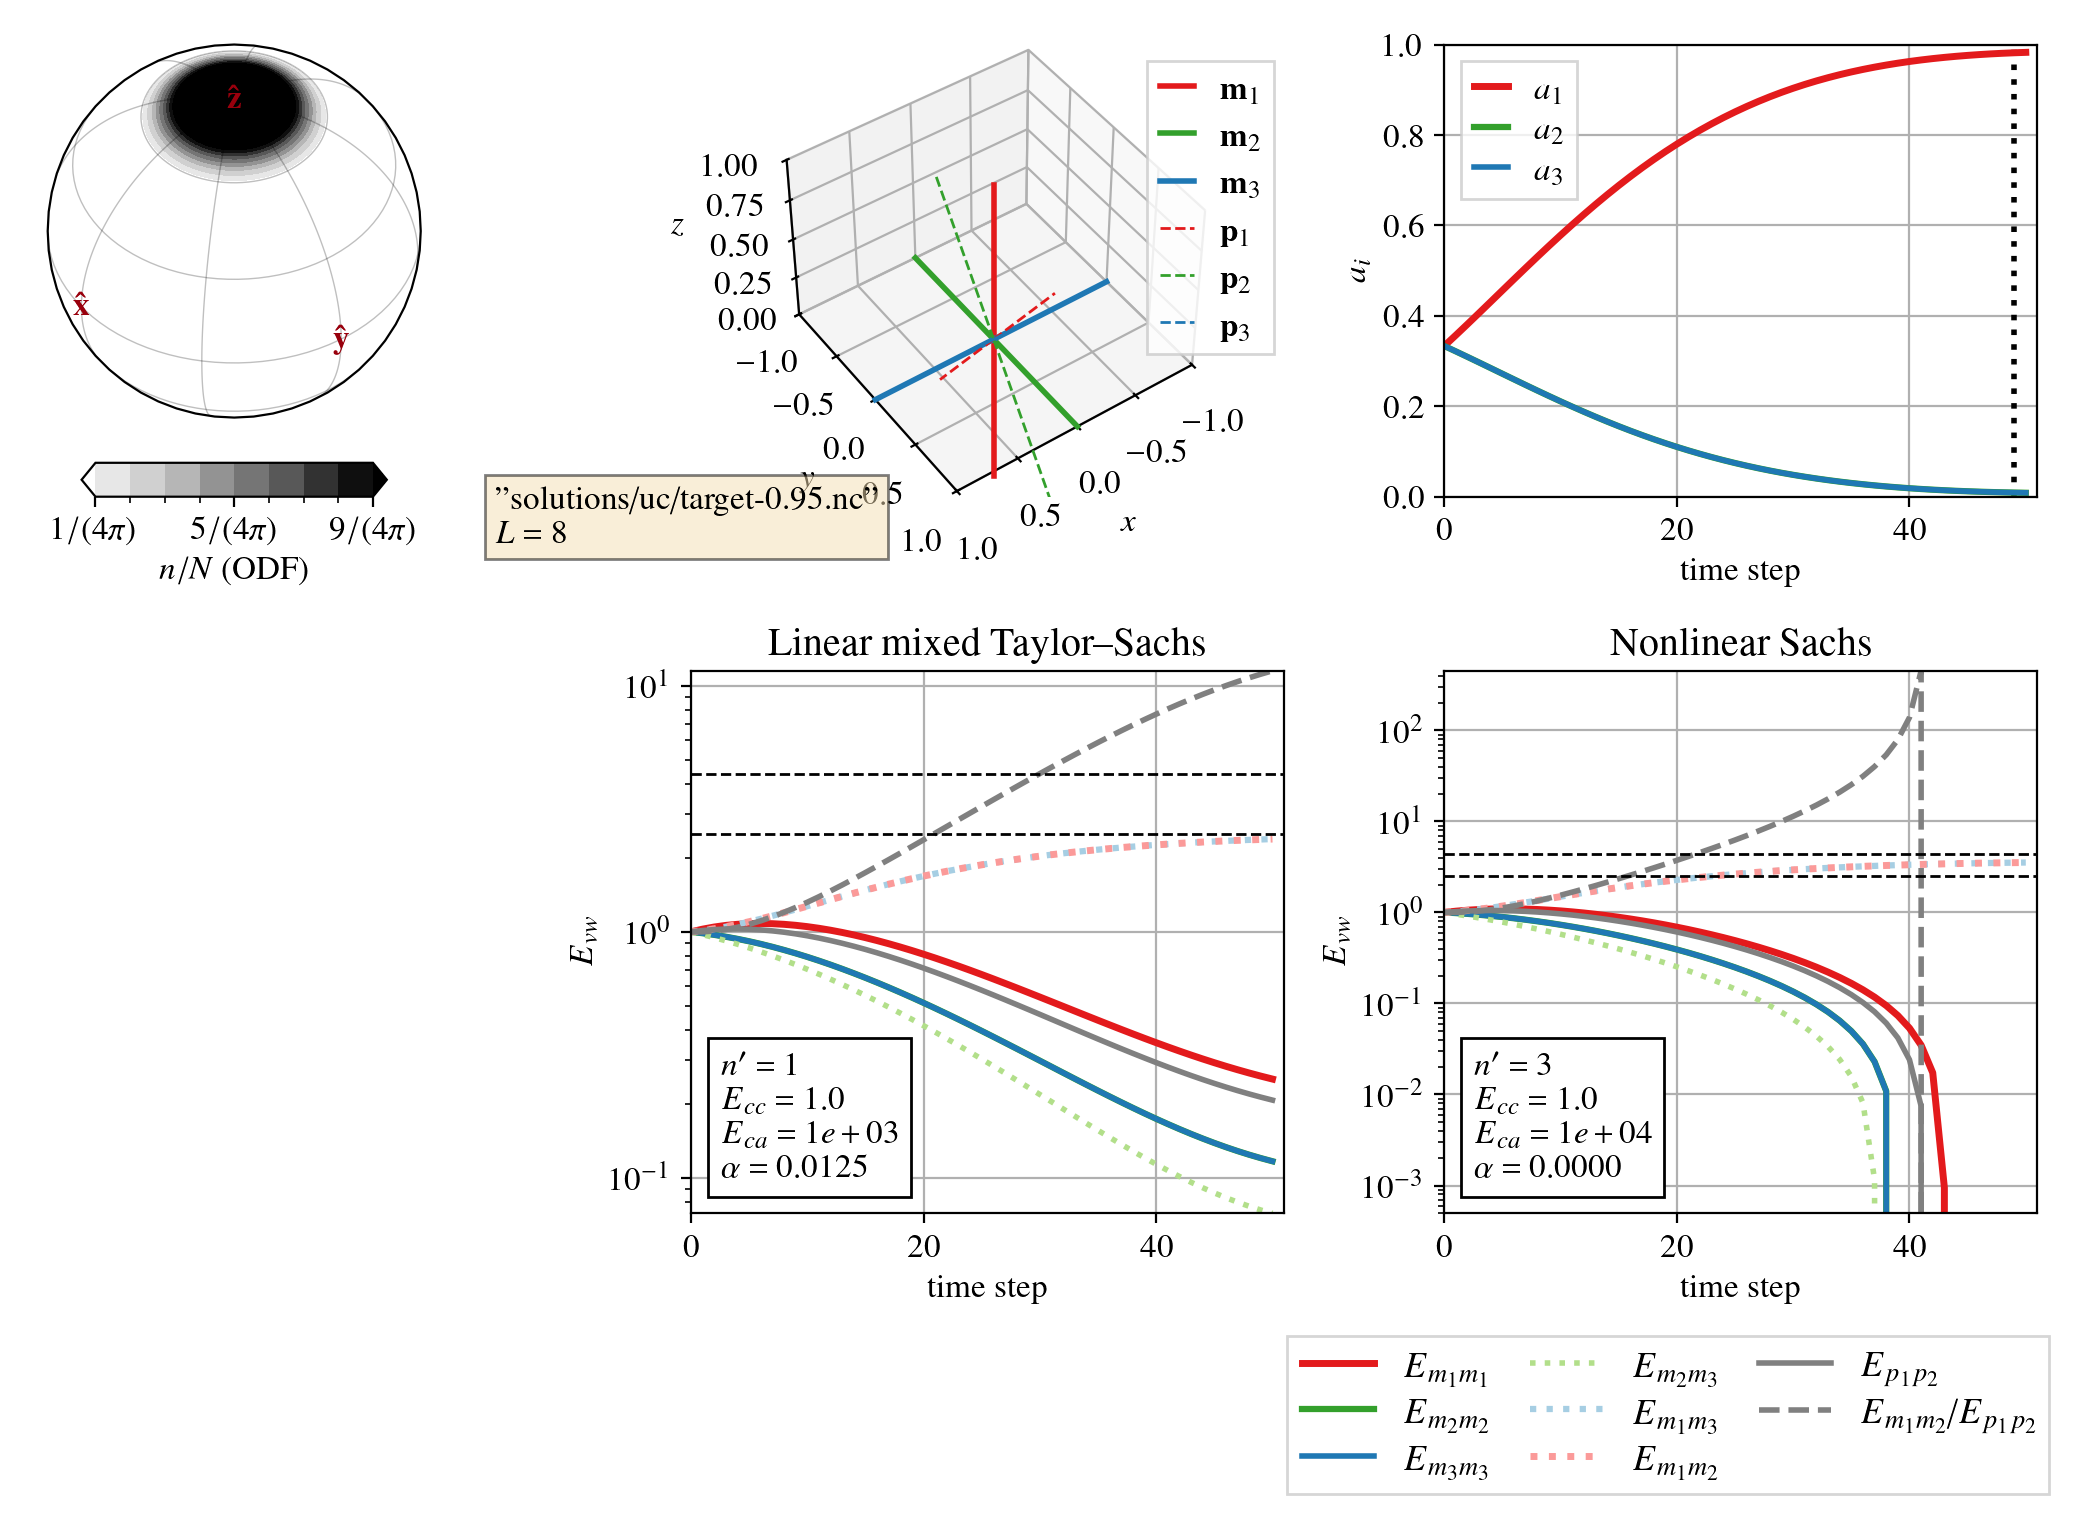 ẑ
x̂
ŷ
1/(4π) 5/(4π) 9/(4π)
n/N (ODF)
1.00
0.75
0.50
0.25
0.00
z
−1.0
−0.5
0.0
0.5
1.0
y
1.0
0.5
0.0
−0.5
−1.0
x
m1
m2
m3
p1
p2
p3
"solutions/uc/target-0.95.nc"
L = 8
1.0
0.8
0.6
0.4
0.2
0.0
ai
a1
a2
a3
0 20 40
time step
Linear mixed Taylor–Sachs
10^1
10^0
10^−1
Evw
n′ = 1
Ecc = 1.0
Eca = 1e+03
α = 0.0125
0 20 40
time step
Nonlinear Sachs
10^2
10^1
10^0
10^−1
10^−2
10^−3
Evw
n′ = 3
Ecc = 1.0
Eca = 1e+04
α = 0.0000
0 20 40
time step
Em1m1
Em2m2
Em3m3
Em2m3
Em1m3
Em1m2
Ep1p2
Em1m2/Ep1p2